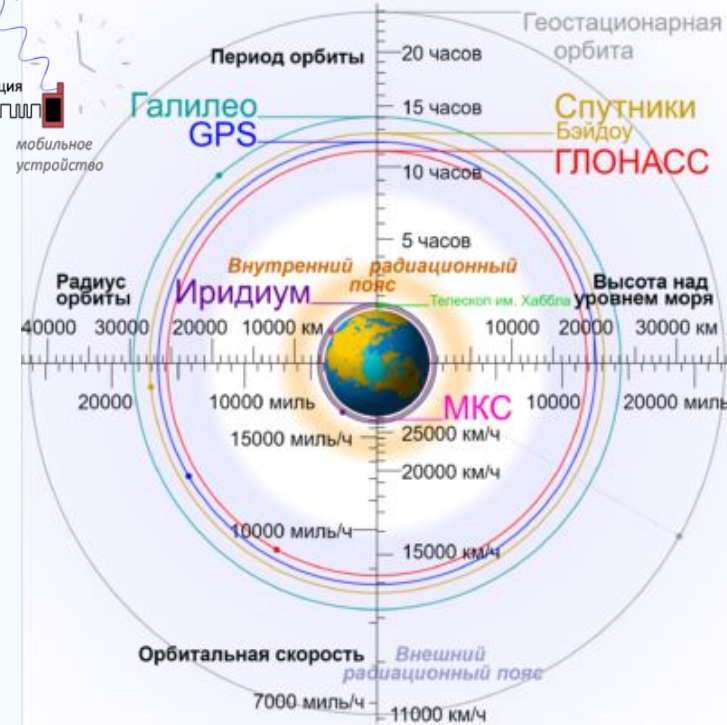 Геостационарная
орбита
Период орбиты
20 часов
ция
15 часов
Галилео
Спутники
GPS
Бэйдоу
мобильное
устройство
ГЛОНАСС
10 часов
5 часов
Внутренний радиационный
пояс
Радиус
орбиты
Иридиум
Телескоп им. Хаббла
Высота над
уровнем моря
40000 30000 20000 10000 км 10000 20000 30000 км
20000 10000 миль 10000 20000 миль
МКС
15000 миль/ч
25000 км/ч
20000 км/ч
10000 миль/ч
15000 км/ч
Орбитальная скорость
Внешний
радиационный пояс
7000 миль/ч
11000 км/ч